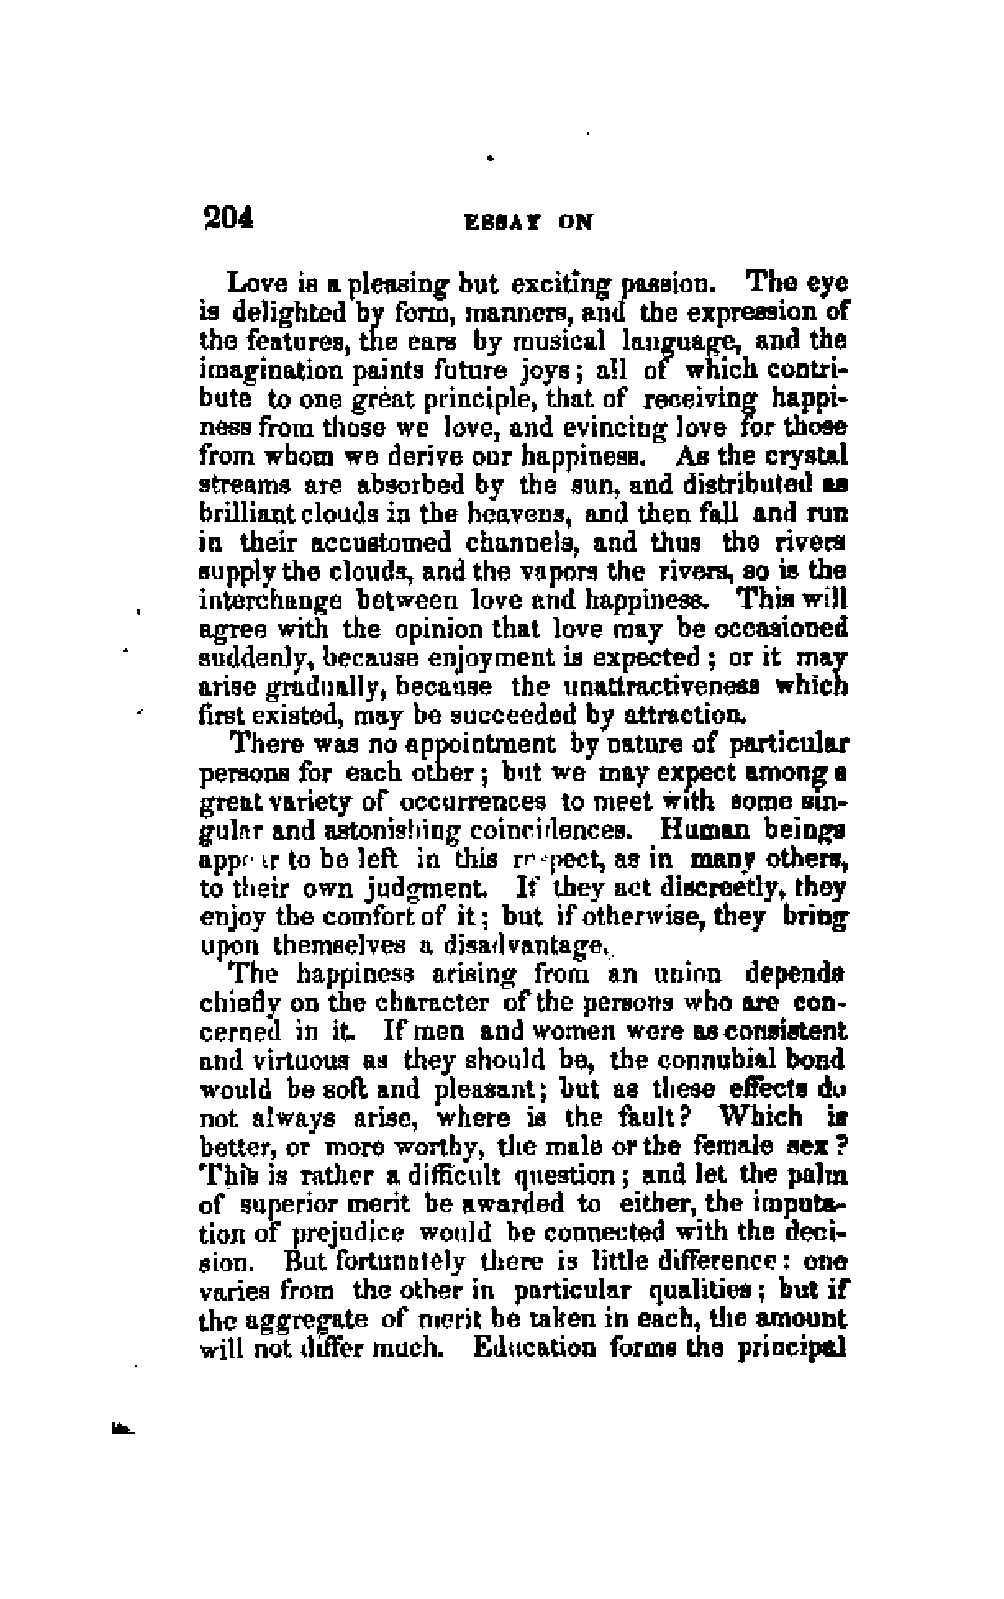 204 ESSAY ON
Love is a pleasing but exciting passion. The eye
is delighted by form, manners, and the expression of
the features, the ears by musical language, and the
imagination paints future joys; all of which contri-
bute to one great principle, that of receiving happi-
ness from those we love, and evincing love for those
from whom we derive our happiness. As the crystal
streams are absorbed by the sun, and distributed as
brilliant clouds in the heavens, and then fall and run
in their accustomed channels, and thus the rivers
supply the clouds, and the vapors the rivers, so is the
interchange between love and happiness. This will
agree with the opinion that love may be occasioned
suddenly, because enjoyment is expected; or it may
arise gradually, because the unattractiveness which
first existed, may be succeeded by attraction.
There was no appointment by nature of particular
persons for each other; but we may expect among a
great variety of occurrences to meet with some sin-
gular and astonishing coincidences. Human beings
appear to be left in this respect, as in many others,
to their own judgment. If they act discreetly, they
enjoy the comfort of it; but if otherwise, they bring
upon themselves a disadvantage.
The happiness arising from an union depends
chiefly on the character of the persons who are con-
cerned in it. If men and women were as consistent
and virtuous as they should be, the connubial bond
would be soft and pleasant; but as these effects do
not always arise, where is the fault? Which is
better, or more worthy, the male or the female sex?
This is rather a difficult question; and let the palm
of superior merit be awarded to either, the imputa-
tion of prejudice would be connected with the deci-
sion. But fortunately there is little difference: one
varies from the other in particular qualities; but if
the aggregate of merit be taken in each, the amount
will not differ much. Education forms the principal